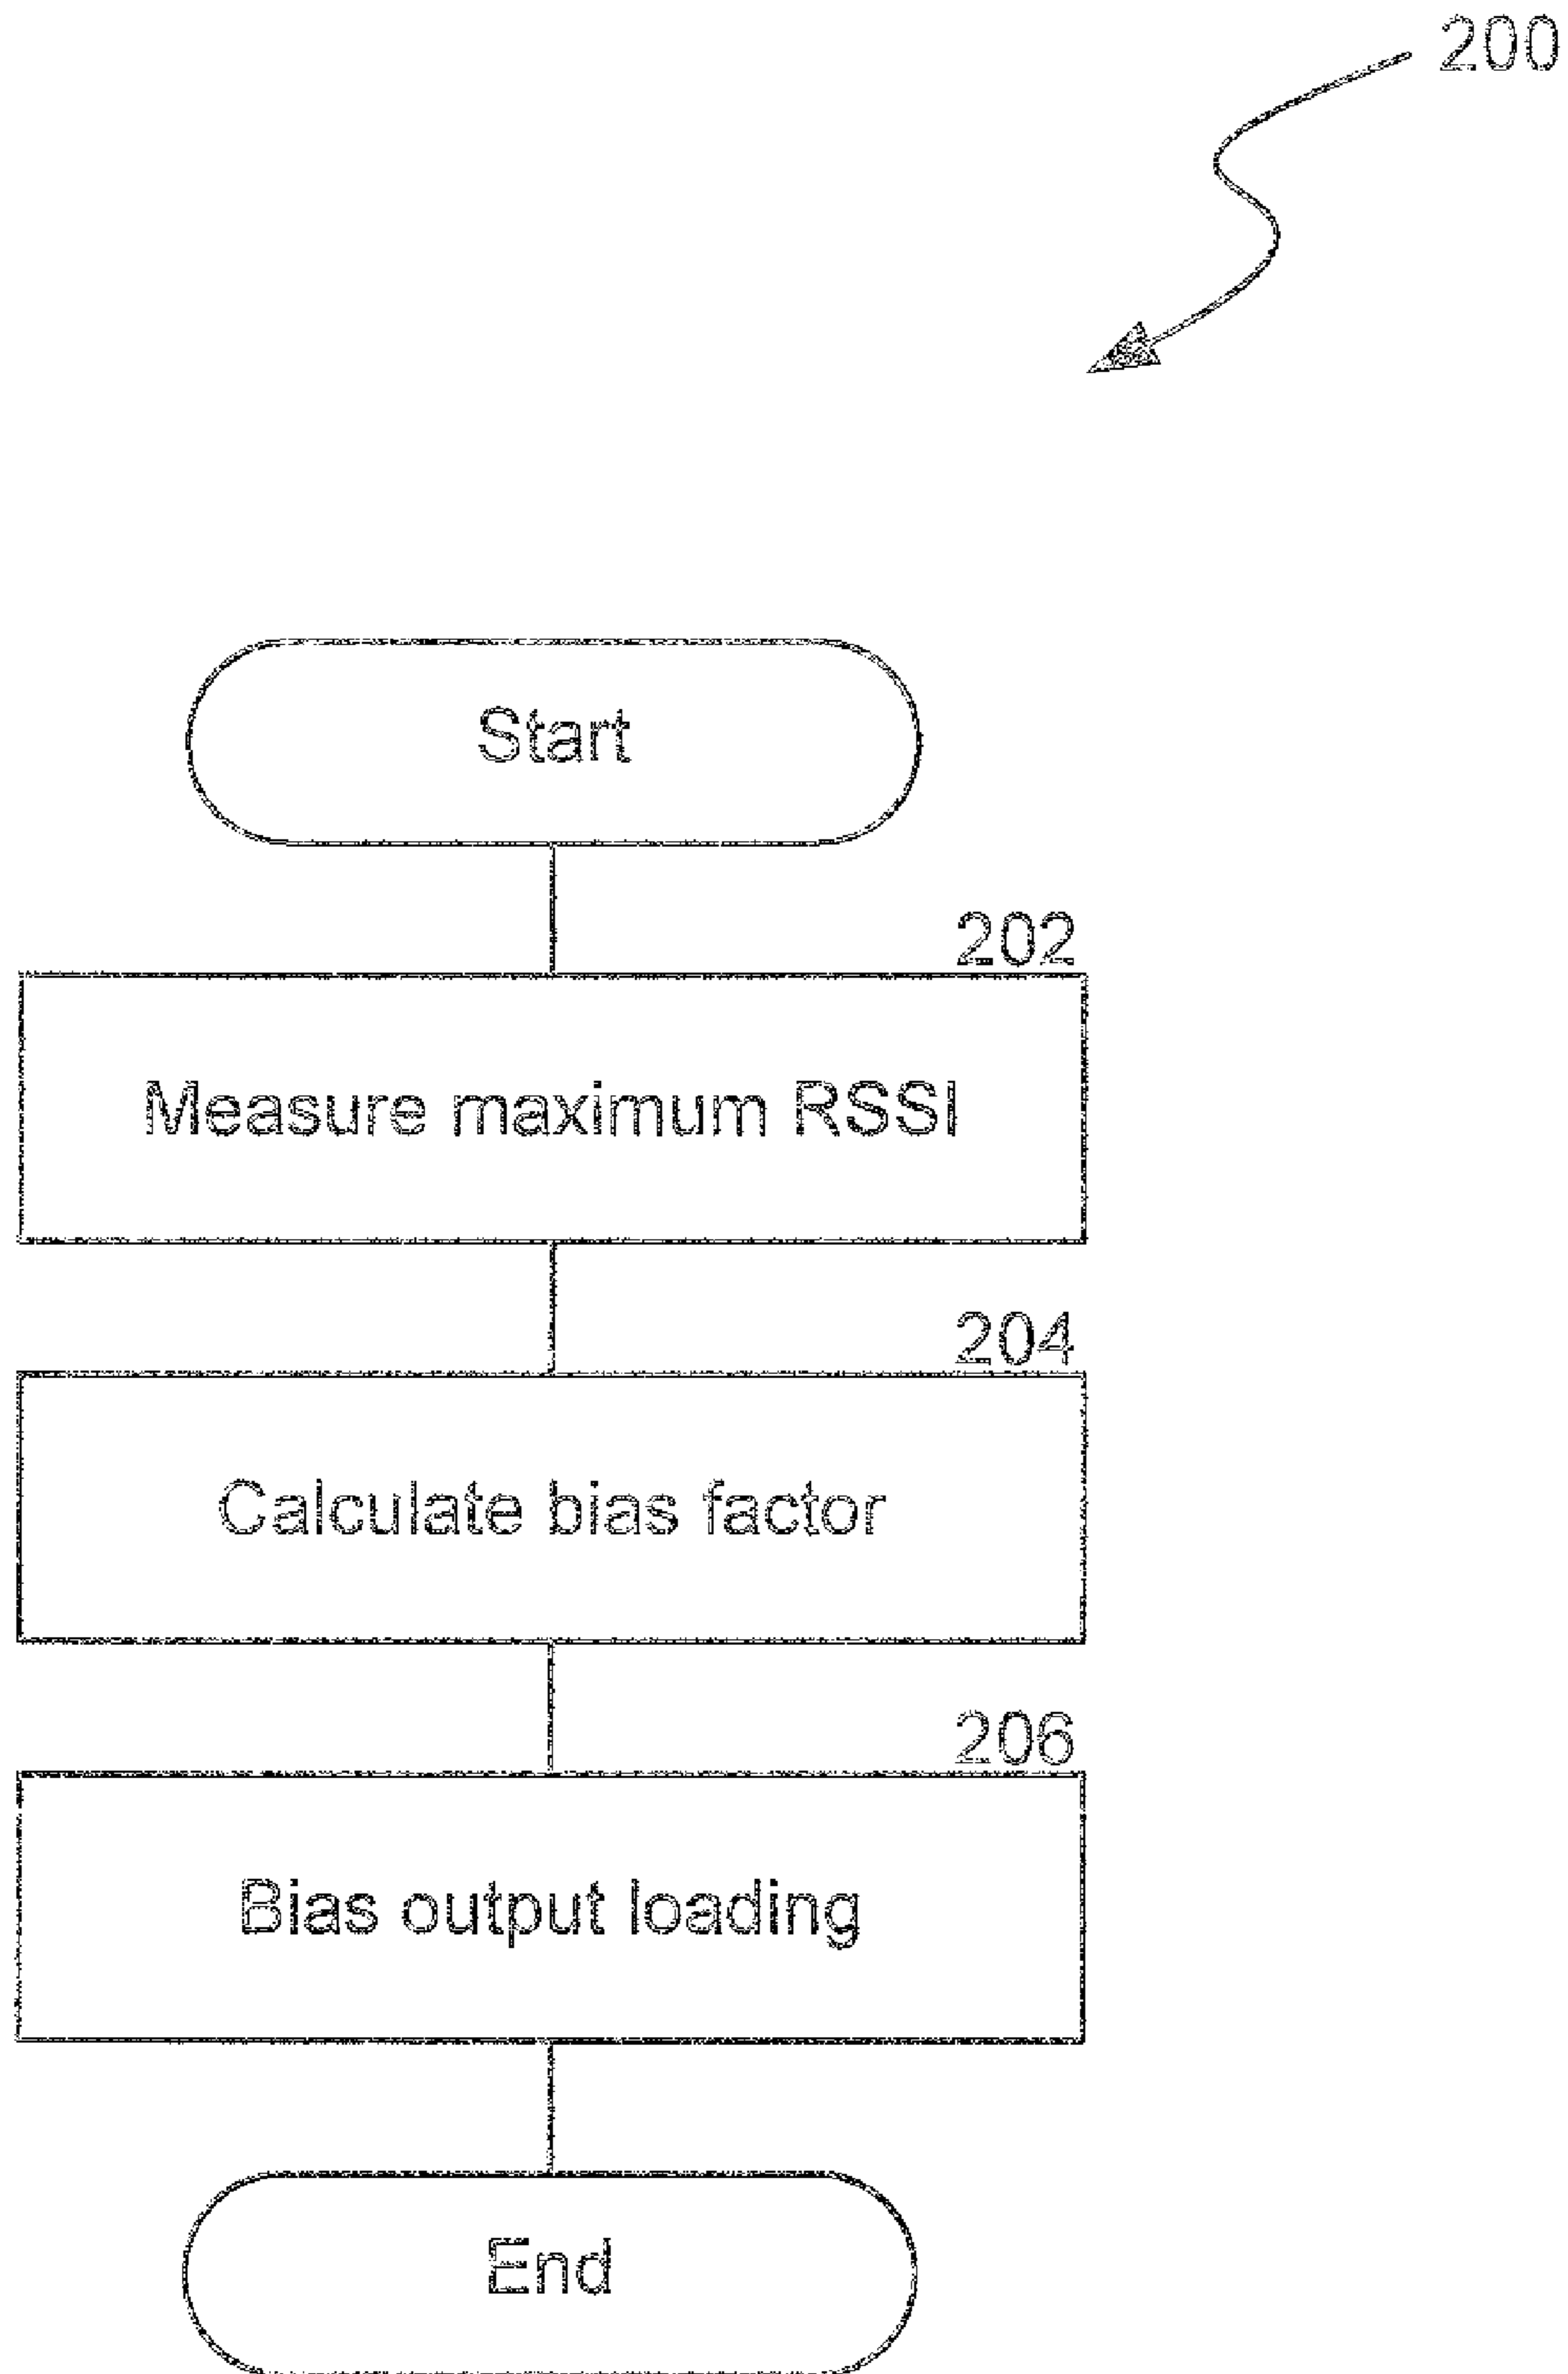 200
Start
202
Measure maximum RSSI
204
Calculate bias factor
206
Bias output loading
End